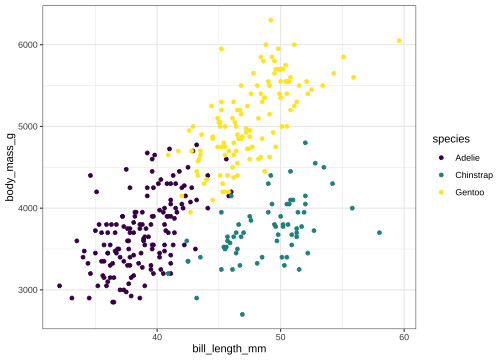 6000
5000
4000
3000
body_mass_g
40
50
60
bill_length_mm
species
Adelie
Chinstrap
Gentoo